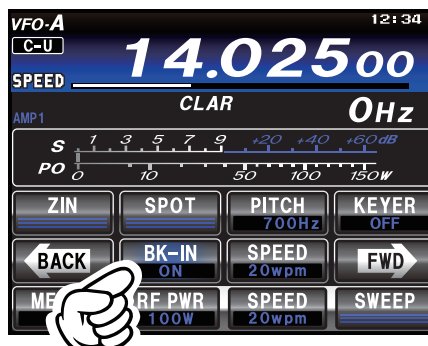 VFO-A 12:34
C-U 14.025 00
SPEED
CLAR 0Hz
AMP1
S 1 3 5 7 9 +20 +40 +60dB
PO 0 10 50 100 150W
ZIN SPOT PITCH KEYER
700Hz OFF
BACK BK-IN SPEED FWD
ON 20wpm
RF PWR SPEED SWEEP
100W 20wpm